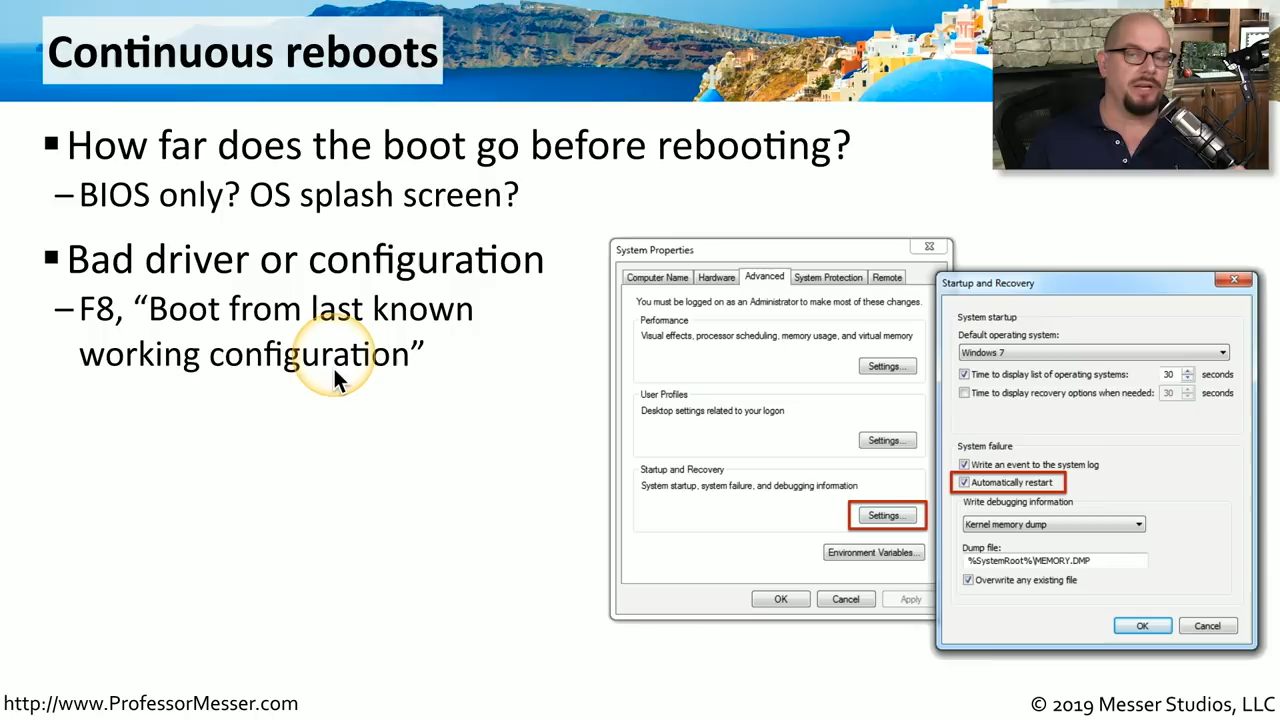 Continuous reboots
▪ How far does the boot go before rebooting?
– BIOS only? OS splash screen?
▪ Bad driver or configuration
– F8, “Boot from last known
working configuration”
System Properties
Computer Name Hardware Advanced System Protection Remote
You must be logged on as an Administrator to make most of these changes.
Performance
Visual effects, processor scheduling, memory usage, and virtual memory
Settings...
User Profiles
Desktop settings related to your logon
Settings...
Startup and Recovery
System startup, system failure, and debugging information
Settings...
Environment Variables...
OK Cancel Apply
Startup and Recovery
System startup
Default operating system:
Windows 7
Time to display list of operating systems: 30 seconds
Time to display recovery options when needed: 30 seconds
System failure
Write an event to the system log
Automatically restart
Write debugging information
Kernel memory dump
Dump file:
%SystemRoot%\MEMORY.DMP
Overwrite any existing file
OK Cancel
http://www.ProfessorMesser.com
© 2019 Messer Studios, LLC